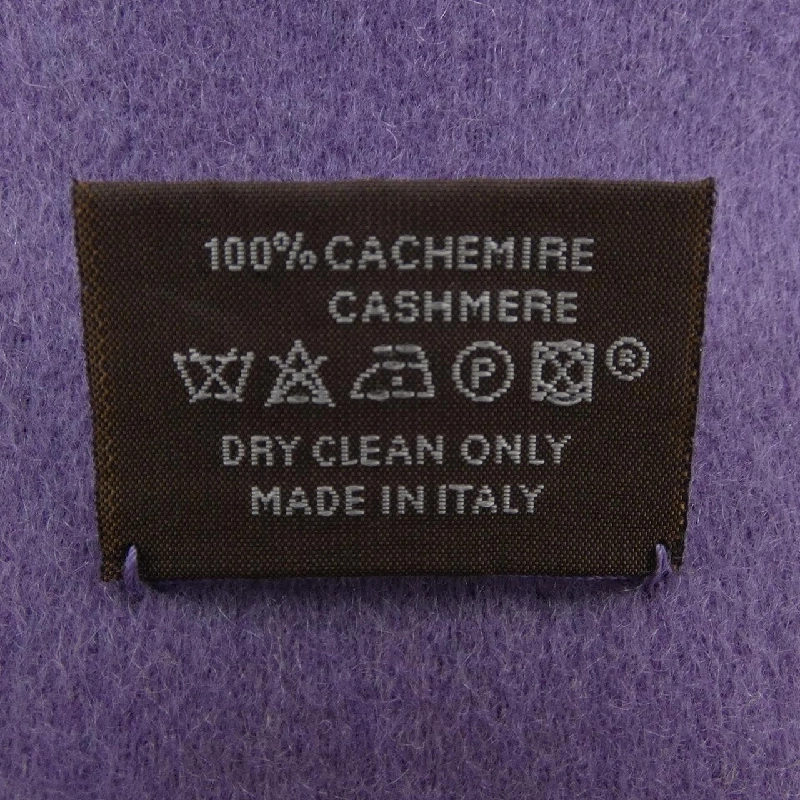 100% CACHEMIRE
CASHMERE
P ®
DRY CLEAN ONLY
MADE IN ITALY